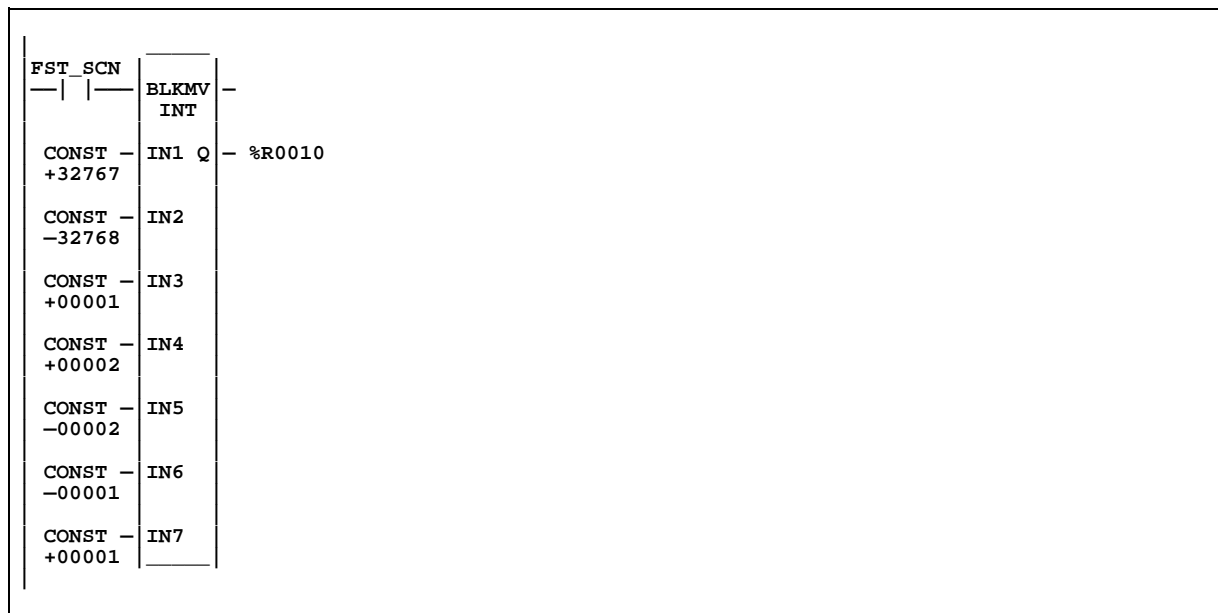 FST_SCN
BLKMV
INT
CONST IN1 Q %R0010
+32767
CONST IN2
–32768
CONST IN3
+00001
CONST IN4
+00002
CONST IN5
–00002
CONST IN6
–00001
CONST IN7
+00001